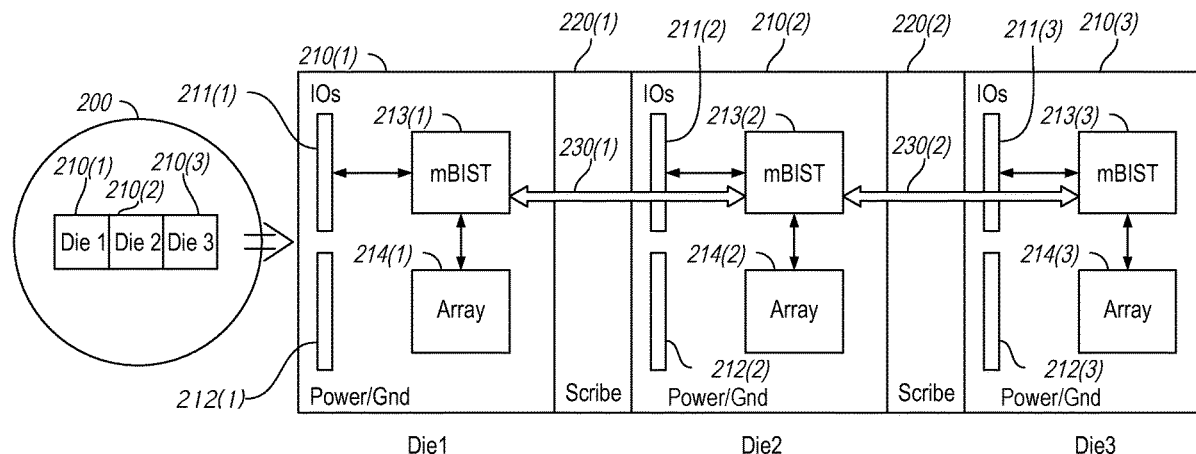 220(1)
211(2)
210(2)
220(2)
211(3)
210(3)
210(1)
200
211(1)
IOs
213(1)
IOs
213(2)
IOs
213(3)
210(1)
210(2)
210(3)
230(1)
230(2)
mBIST
mBIST
mBIST
Die 1
Die 2
Die 3
214(1)
214(2)
214(3)
Array
Array
Array
212(1)
212(2)
212(3)
Power/Gnd
Scribe
Power/Gnd
Scribe
Power/Gnd
Die1
Die2
Die3